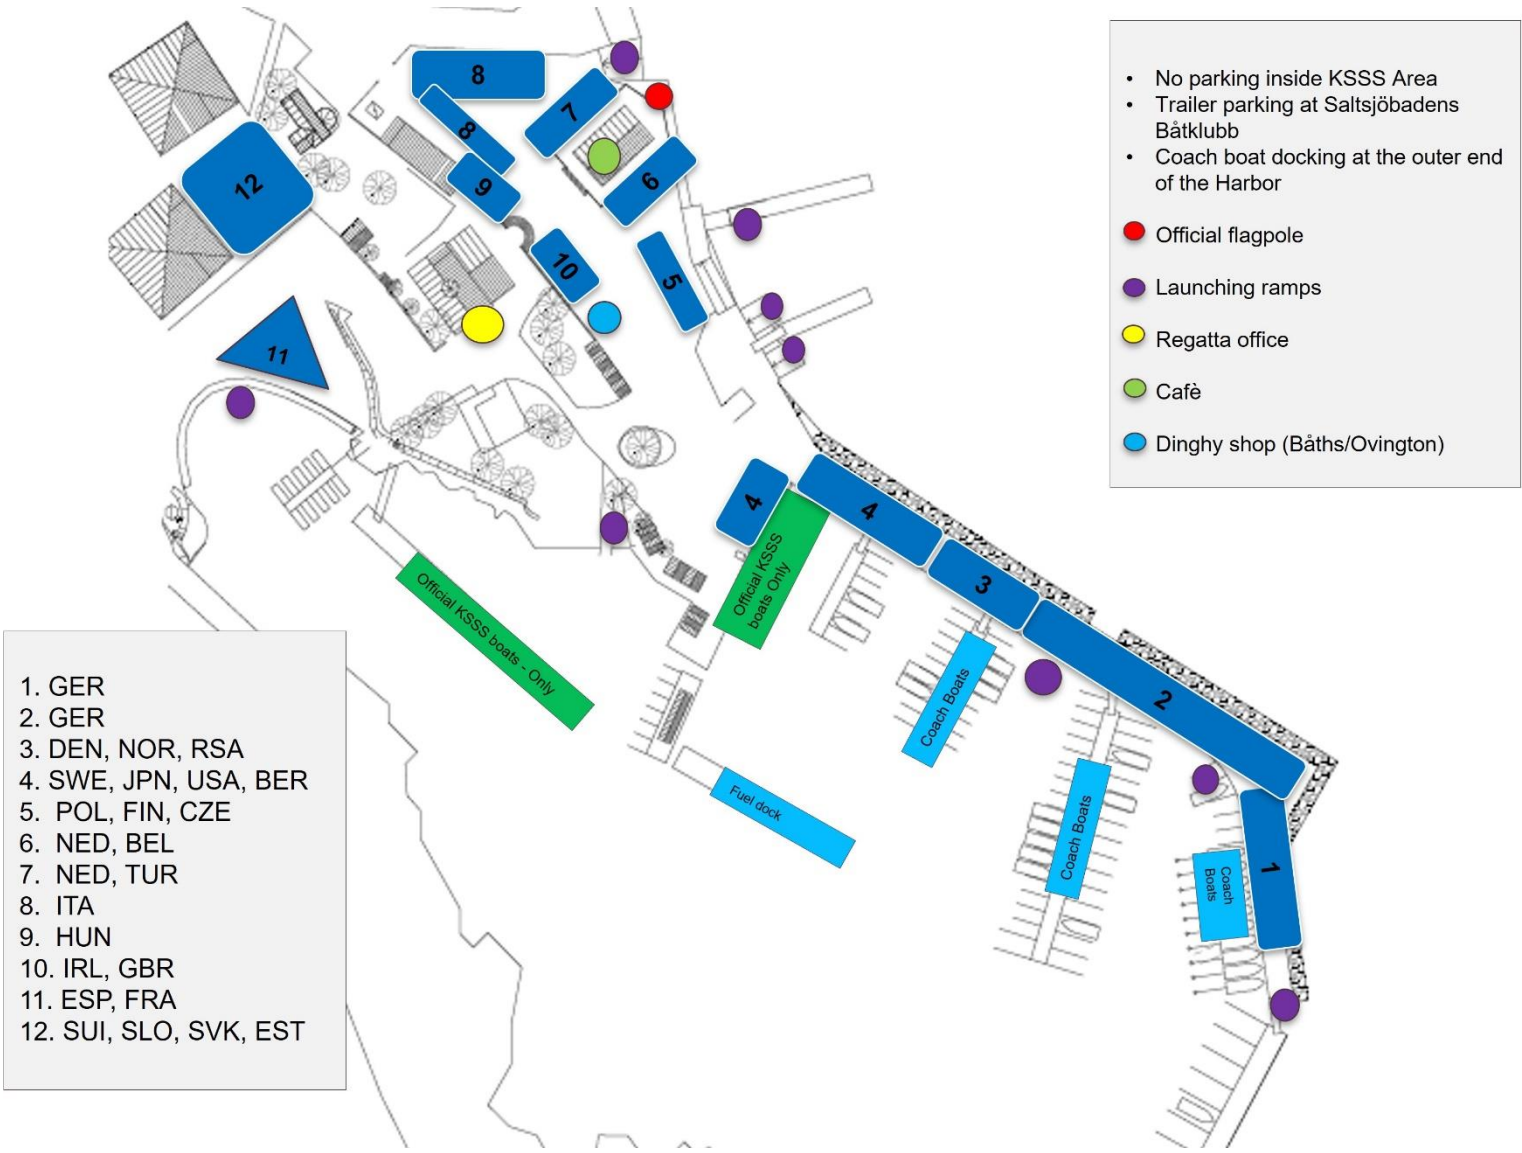 • No parking inside KSSS Area
• Trailer parking at Saltsjöbadens
Båtklubb
• Coach boat docking at the outer end
of the Harbor
Official flagpole
Launching ramps
Regatta office
Cafè
Dinghy shop (Båths/Ovington)
8
7
8
12
9
6
10
5
11
4
4
3
2
1
Official KSSS
boats Only
Official KSSS boats - Only
Coach Boats
Coach Boats
Coach
Boats
Fuel dock
1. GER
2. GER
3. DEN, NOR, RSA
4. SWE, JPN, USA, BER
5. POL, FIN, CZE
6. NED, BEL
7. NED, TUR
8. ITA
9. HUN
10. IRL, GBR
11. ESP, FRA
12. SUI, SLO, SVK, EST